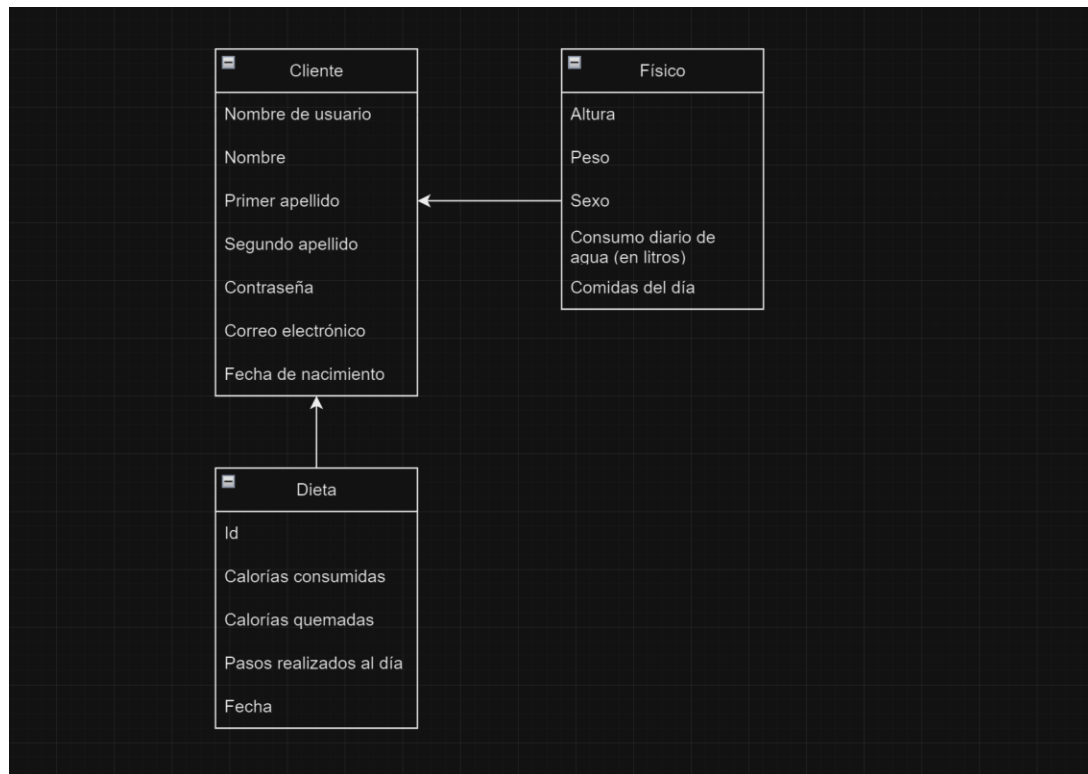 Cliente
Nombre de usuario
Nombre
Primer apellido
Segundo apellido
Contraseña
Correo electrónico
Fecha de nacimiento
Físico
Altura
Peso
Sexo
Consumo diario de
agua (en litros)
Comidas del día
Dieta
Id
Calorías consumidas
Calorías quemadas
Pasos realizados al día
Fecha